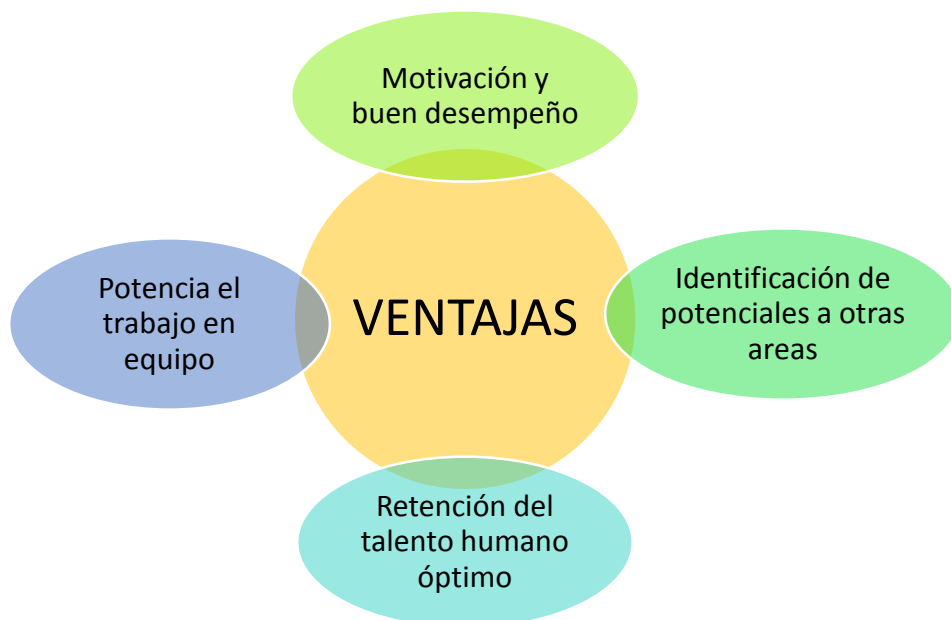 Motivación y
buen desempeño
Potencia el
trabajo en
equipo
VENTAJAS
Identificación de
potenciales a otras
areas
Retención del
talento humano
óptimo